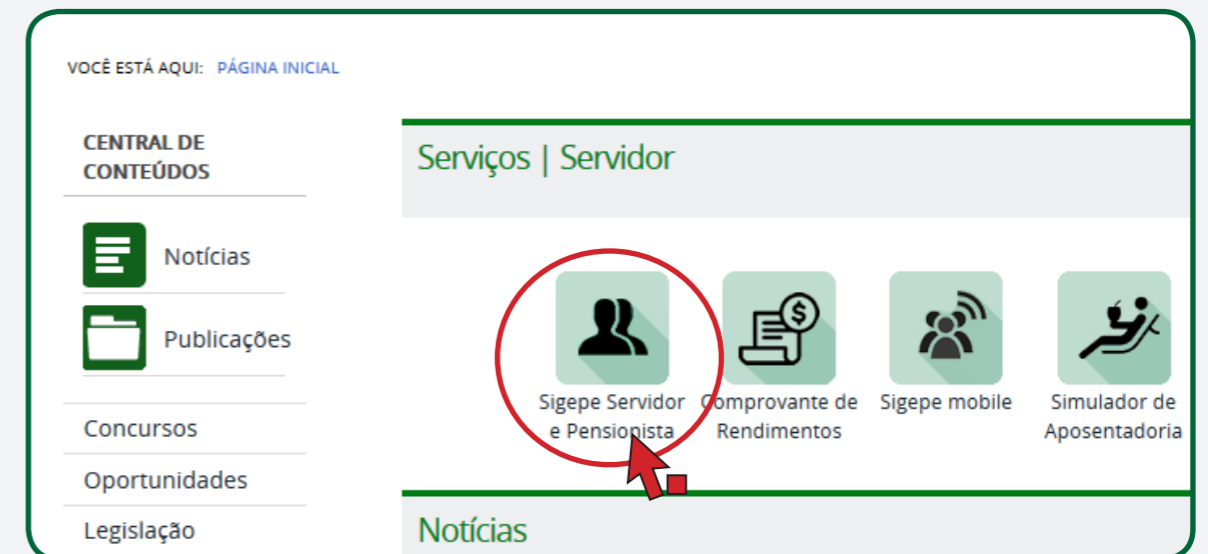 VOCÊ ESTÁ AQUI: PÁGINA INICIAL
CENTRAL DE
CONTEÚDOS
Notícias
Publicações
Concursos
Oportunidades
Legislação
Serviços | Servidor
Sigepe Servidor
e Pensionista
Comprovante de
Rendimentos
Sigepe mobile
Simulador de
Aposentadoria
Notícias